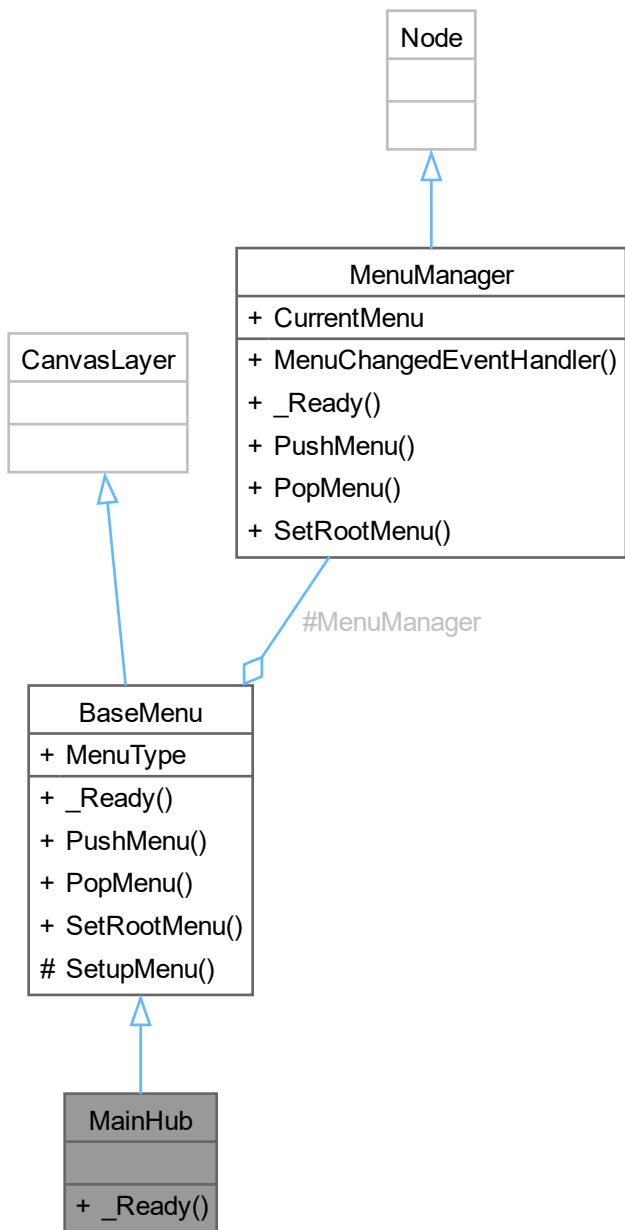 Node
MenuManager
+ CurrentMenu
+ MenuChangedEventHandler()
+ _Ready()
+ PushMenu()
+ PopMenu()
+ SetRootMenu()
CanvasLayer
#MenuManager
BaseMenu
+ MenuType
+ _Ready()
+ PushMenu()
+ PopMenu()
+ SetRootMenu()
# SetupMenu()
MainHub
+ _Ready()